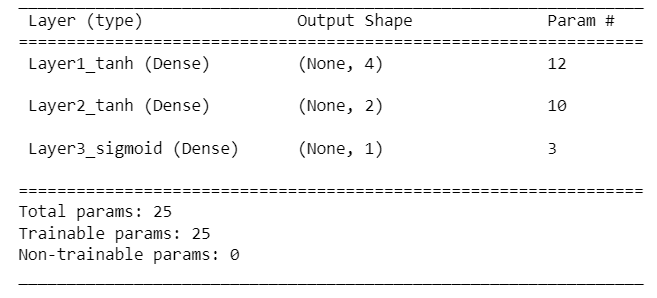 _________________________________________________________________
Layer (type)                Output Shape              Param #
=================================================================
Layer1_tanh (Dense)         (None, 4)                 12
Layer2_tanh (Dense)         (None, 2)                 10
Layer3_sigmoid (Dense)      (None, 1)                 3
=================================================================
Total params: 25
Trainable params: 25
Non-trainable params: 0
_________________________________________________________________